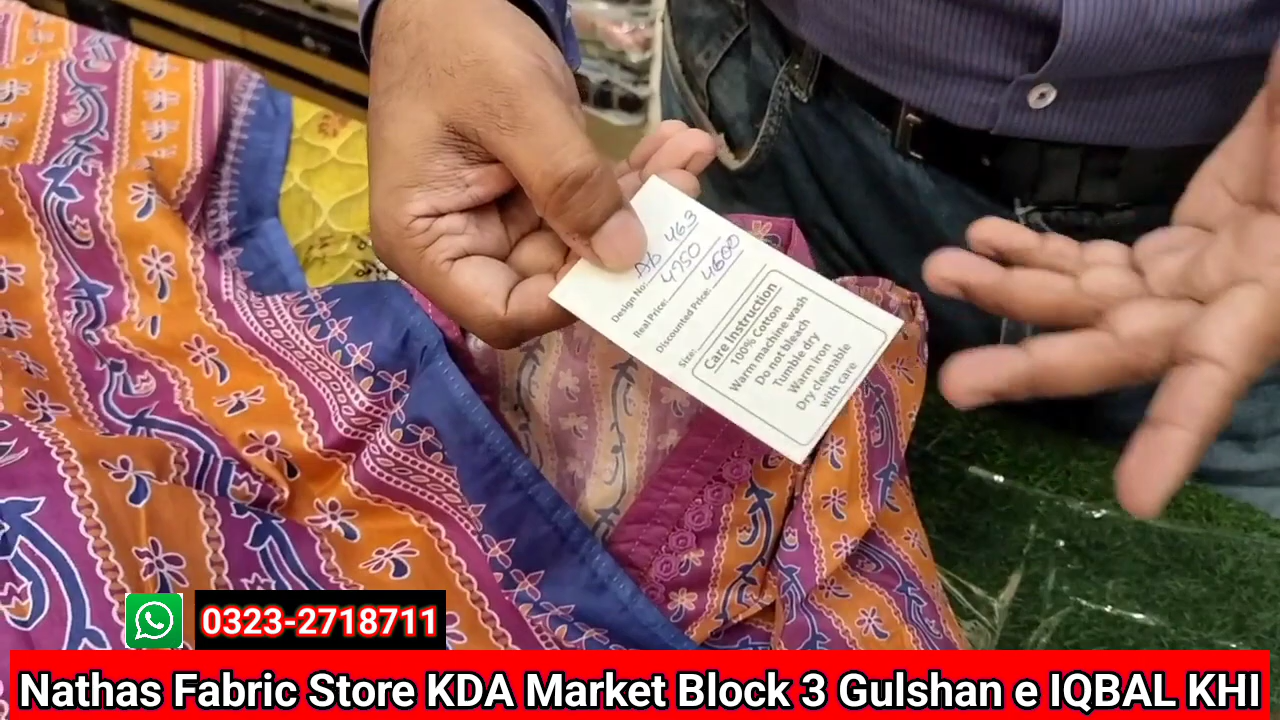 Design No: Ab 463
Real Price: 4950
Discounted Price: 4600
Size:
Care Instruction
100% Cotton
Warm machine wash
Do not bleach
Tumble dry
Warm iron
Dry cleanable
with care
0323-2718711
Nathas Fabric Store KDA Market Block 3 Gulshan e IQBAL KHI